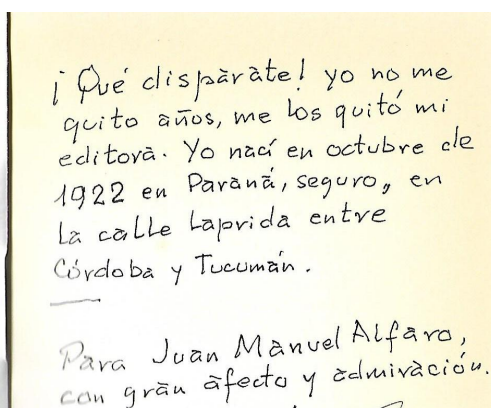 ¡Qué disparate! yo no me
quito años, me los quitó mi
editora. Yo nací en octubre de
1922 en Paraná, seguro, en
la calle Laprida entre
Córdoba y Tucumán.
Para Juan Manuel Alfaro,
con gran afecto y admiración.